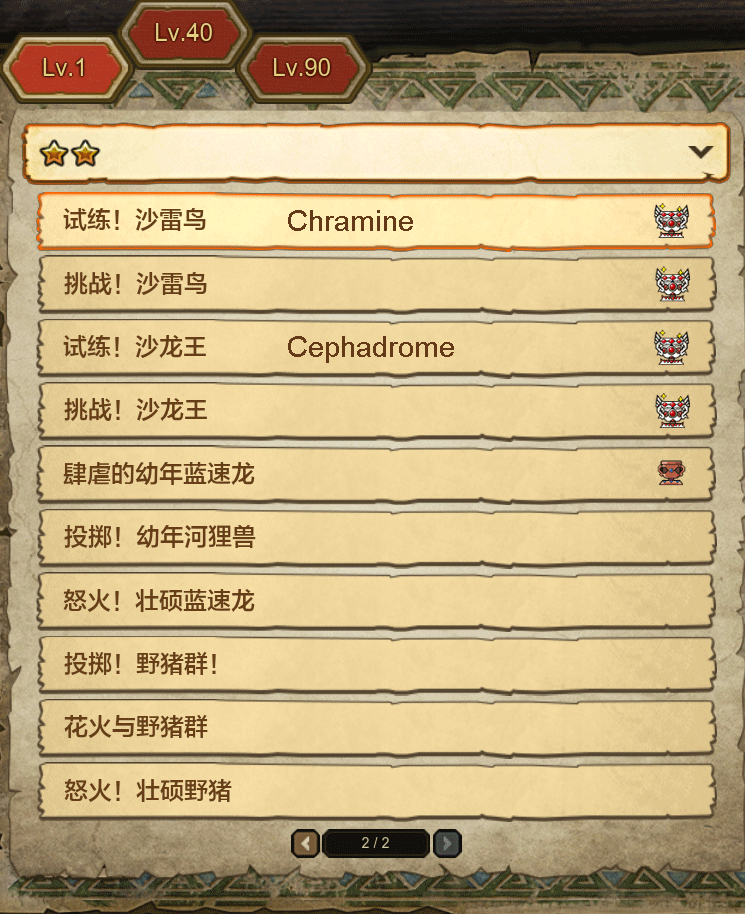 Lv.40
Lv.1
Lv.90
试练！沙雷鸟 Chramine
挑战！沙雷鸟
试练！沙龙王 Cephadrome
挑战！沙龙王
肆虐的幼年蓝速龙
投掷！幼年河狸兽
怒火！壮硕蓝速龙
投掷！野猪群！
花火与野猪群
怒火！壮硕野猪
2 / 2